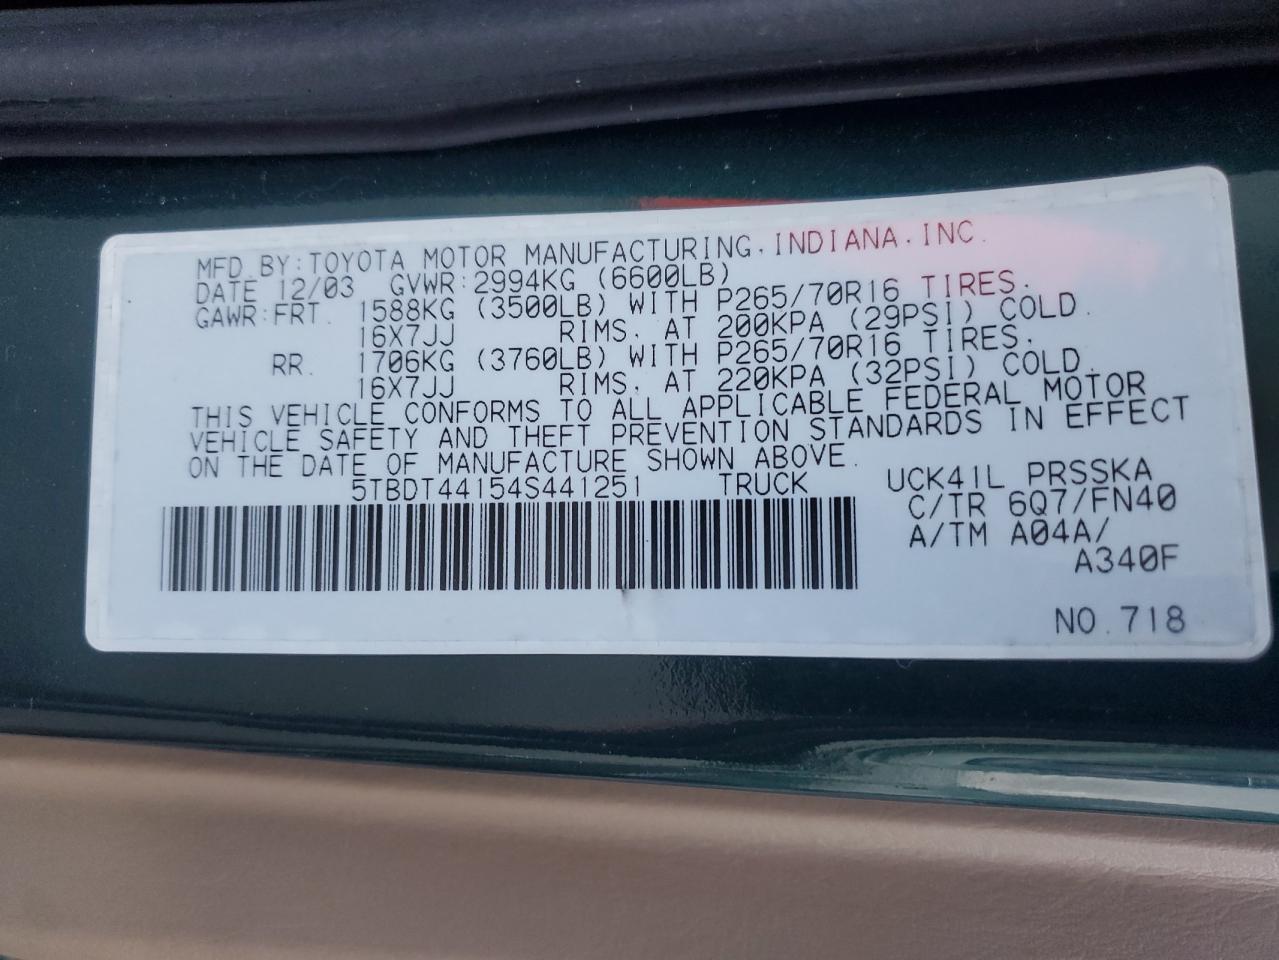 MFD. BY: TOYOTA MOTOR MANUFACTURING, INDIANA, INC.
DATE 12/03 GVWR: 2994KG (6600LB)
GAWR: FRT. 1588KG (3500LB) WITH P265/70R16 TIRES.
16X7JJ RIMS, AT 200KPA (29PSI) COLD.
RR. 1706KG (3760LB) WITH P265/70R16 TIRES.
16X7JJ RIMS, AT 220KPA (32PSI) COLD.
THIS VEHICLE CONFORMS TO ALL APPLICABLE FEDERAL MOTOR
VEHICLE SAFETY AND THEFT PREVENTION STANDARDS IN EFFECT
ON THE DATE OF MANUFACTURE SHOWN ABOVE.
5TBDT44154S441251 TRUCK
UCK41L PRSSKA
C/TR 6Q7/FN40
A/TM A04A/
A340F
NO. 718